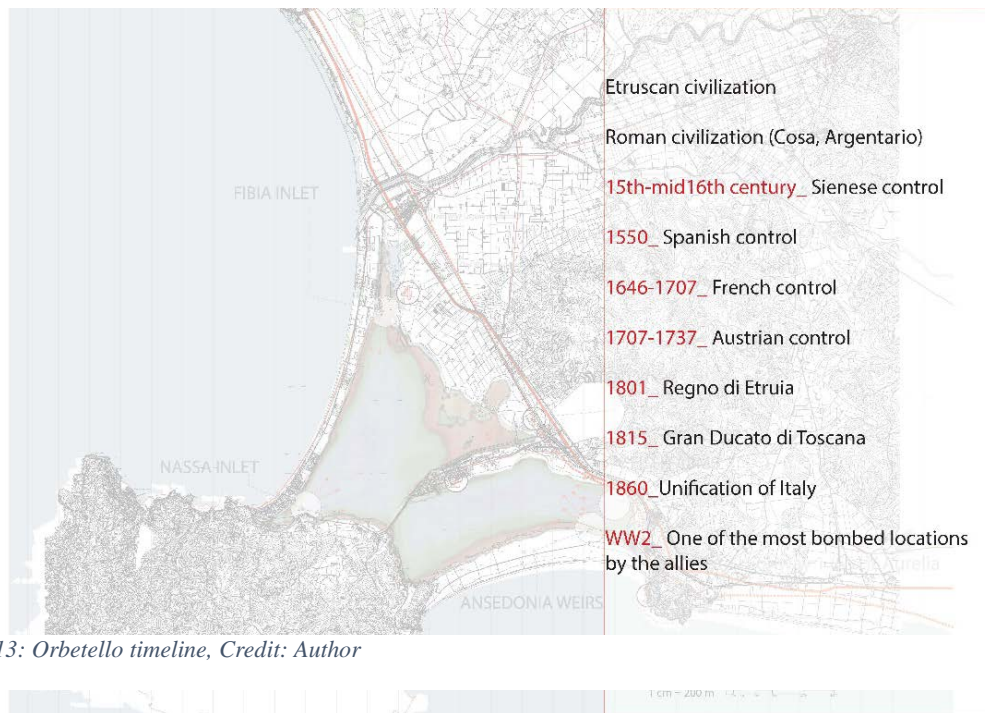 Etruscan civilization
Roman civilization (Cosa, Argentario)
FIBIA INLET
15th-mid16th century_ Sienese control
1550_ Spanish control
1646-1707_ French control
1707-1737_ Austrian control
1801_ Regno di Etruia
1815_ Gran Ducato di Toscana
NASSA INLET
1860_Unification of Italy
WW2_ One of the most bombed locations
by the allies
Aurelia
ANSEDONIA WEIRS
13: Orbetello timeline, Credit: Author
1 cm = 200 m